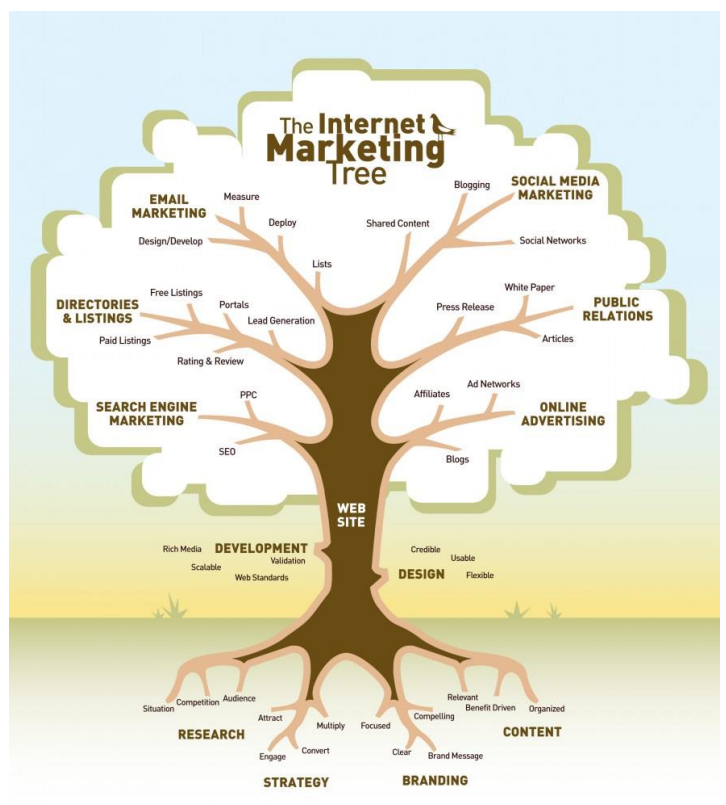 The Internet
Marketing
Tree
EMAIL
MARKETING
Measure
Deploy
Design/Develop
Lists
Shared Content
Blogging
SOCIAL MEDIA
MARKETING
Social Networks
DIRECTORIES
& LISTINGS
Free Listings
Portals
Lead Generation
Paid Listings
Rating & Review
Press Release
White Paper
PUBLIC
RELATIONS
Articles
SEARCH ENGINE
MARKETING
PPC
SEO
Affiliates
Ad Networks
ONLINE
ADVERTISING
Blogs
WEB
SITE
Rich Media
DEVELOPMENT
Validation
Scalable
Web Standards
Credible
Usable
DESIGN
Flexible
Situation
Competition
Audience
RESEARCH
Attract
Multiply
Engage
Convert
STRATEGY
Focused
Compelling
Clear
Brand Message
BRANDING
Relevant
Benefit Driven
Organized
CONTENT